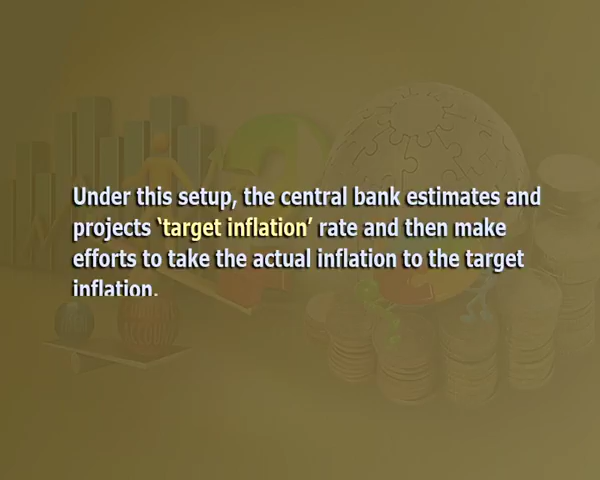 Under this setup, the central bank estimates and
projects ‘target inflation’ rate and then make
efforts to take the actual inflation to the target
inflation.